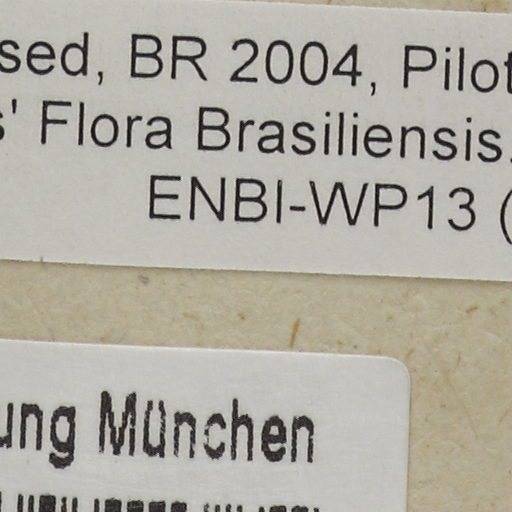 sed, BR 2004, Pilot
s' Flora Brasiliensis.
ENBI-WP13 (
ung München